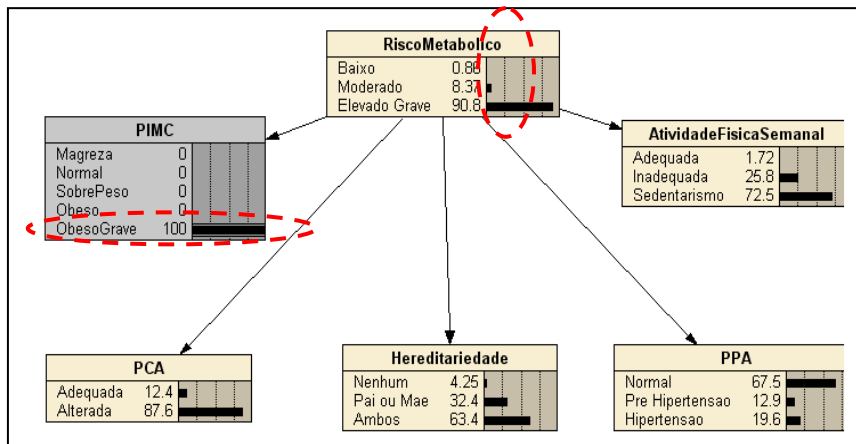 RiscoMetabolico
Baixo 0.86
Moderado 8.37
Elevado Grave 90.8
PIMC
Magreza 0
Normal 0
SobrePeso 0
Obeso 0
ObesoGrave 100
AtividadeFisicaSemanal
Adequada 1.72
Inadequada 25.8
Sedentarismo 72.5
PCA
Adequada 12.4
Alterada 87.6
Hereditariedade
Nenhum 4.25
Pai ou Mae 32.4
Ambos 63.4
PPA
Normal 67.5
Pre Hipertensao 12.9
Hipertensao 19.6